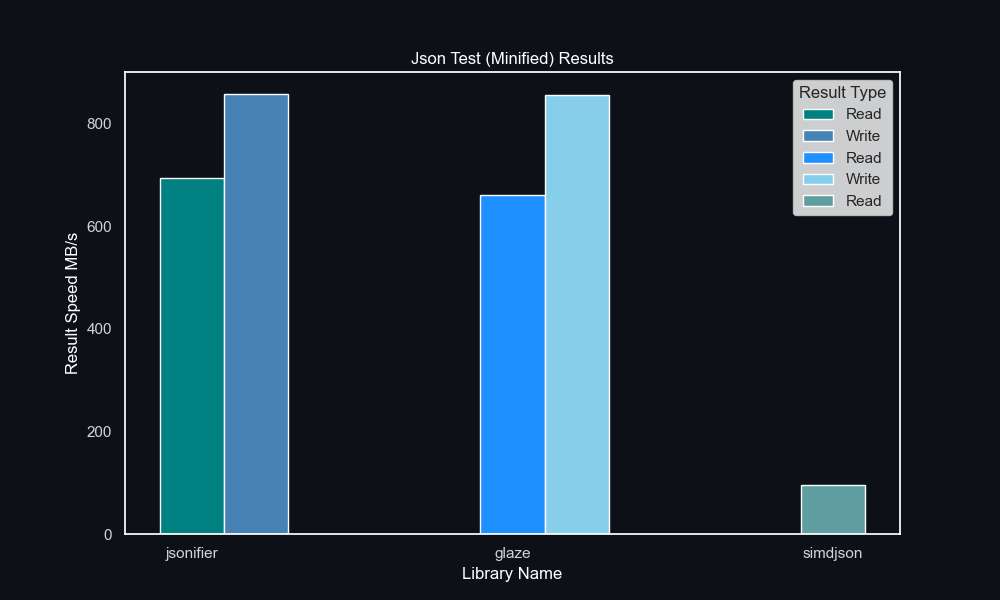 Json Test (Minified) Results
Result Type
Read
Write
Read
Write
Read
800
600
400
200
0
Result Speed MB/s
jsonifier
glaze
simdjson
Library Name